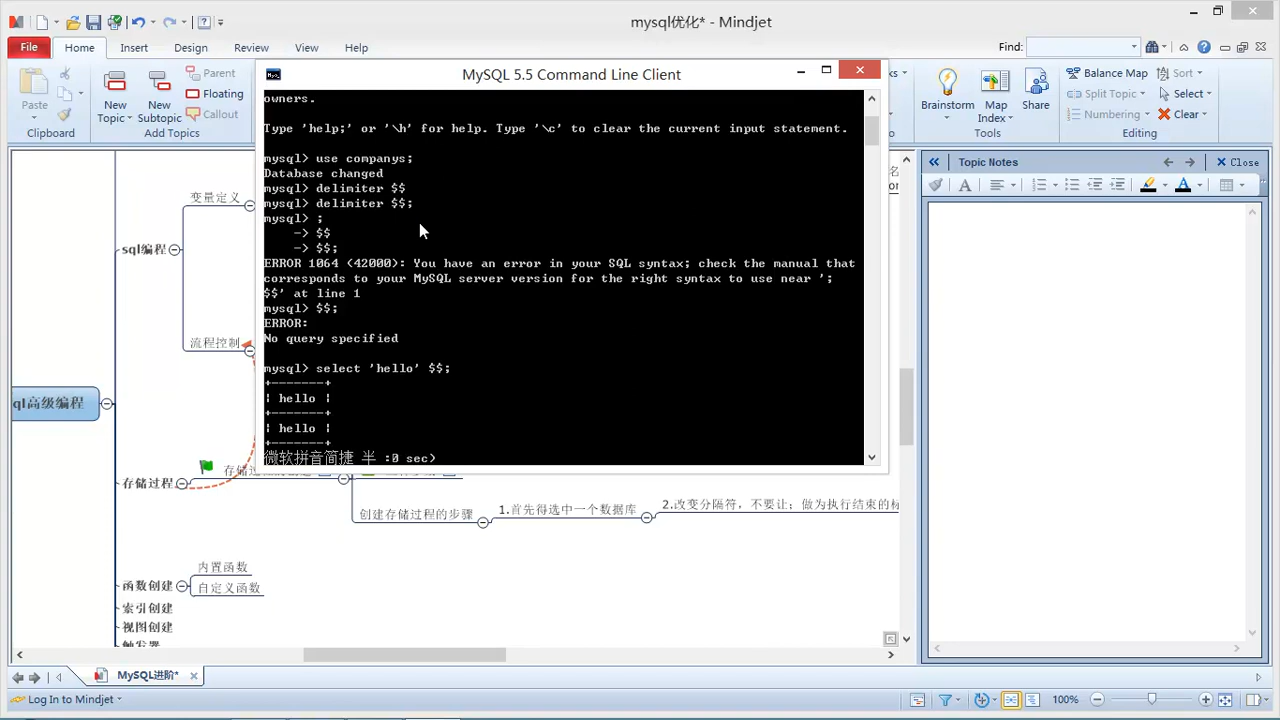 mysql优化* - Mindjet
File Home Insert Design Review View Help
Find:
Paste
New Topic
New Subtopic
Parent
Floating
Callout
Add Topics
MySQL 5.5 Command Line Client
Brainstorm
Map Index
Share
Tools
Balance Map
Split Topic
Numbering
Sort
Select
Clear
Editing
owners.
Type 'help;' or '\h' for help. Type '\c' to clear the current input statement.
mysql> use companys;
Database changed
mysql> delimiter $$
mysql> delimiter $$;
mysql> ;
-> $$
-> $$;
ERROR 1064 (42000): You have an error in your SQL syntax; check the manual that
corresponds to your MySQL server version for the right syntax to use near ';
$$' at line 1
mysql> $$;
ERROR:
No query specified
mysql> select 'hello' $$;
+-------+
| hello |
+-------+
| hello |
+-------+
微软拼音简捷 半 :0 sec)
Topic Notes
Close
变量定义
sql编程
流程控制
ql高级编程
存储过程
创建存储过程的步骤
1.首先得选中一个数据库
2.改变分隔符，不要让；做为执行结束的标
函数创建
内置函数
自定义函数
索引创建
视图创建
触发器
名
MySQL进阶*
Log In to Mindjet
100%